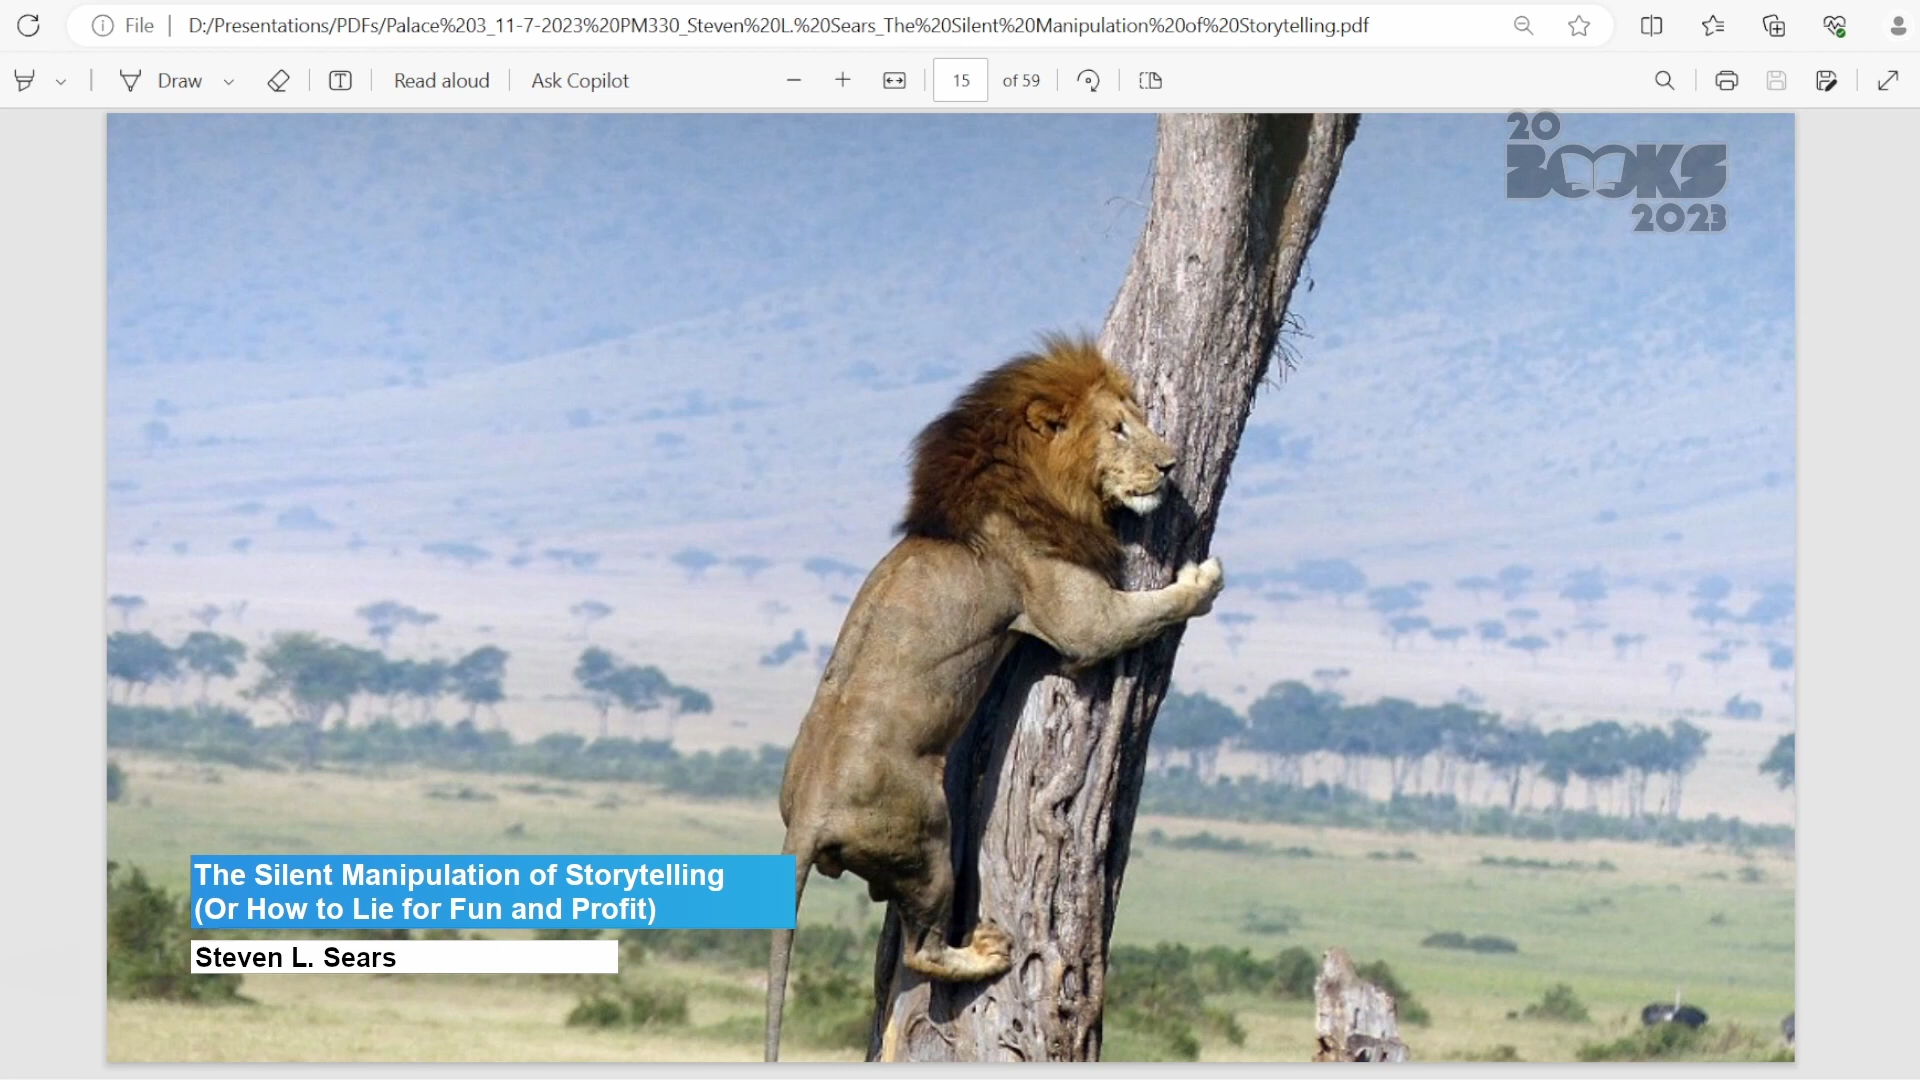 File
D:/Presentations/PDFs/Palace%203_11-7-2023%20PM330_Steven%20L.%20Sears_The%20Silent%20Manipulation%20of%20Storytelling.pdf
Draw
Read aloud
Ask Copilot
15 of 59
20
BOOKS
2023
The Silent Manipulation of Storytelling
(Or How to Lie for Fun and Profit)
Steven L. Sears